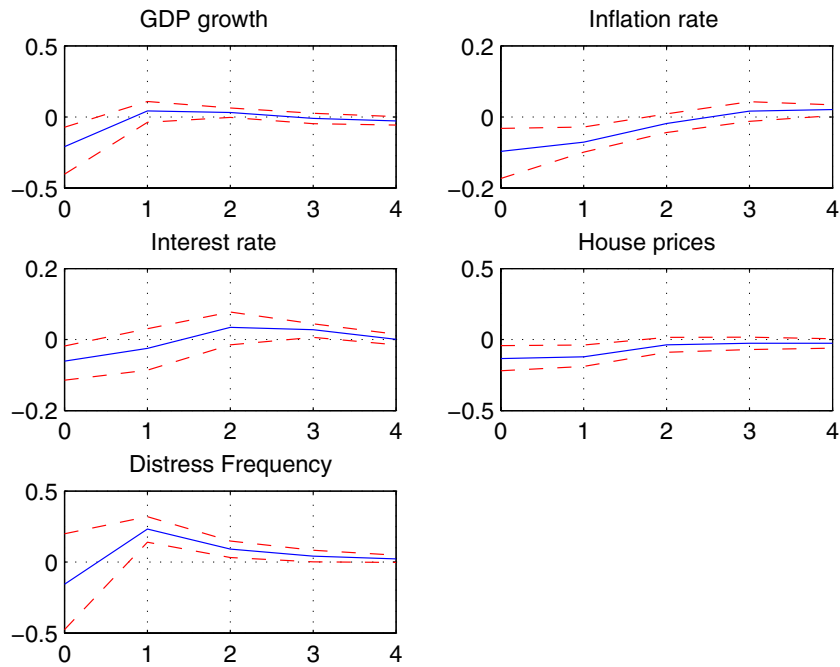 GDP growth
0.5
0
−0.5
0 1 2 3 4
Inflation rate
0.2
0
−0.2
0 1 2 3 4
Interest rate
0.2
0
−0.2
0 1 2 3 4
House prices
0.5
0
−0.5
0 1 2 3 4
Distress Frequency
0.5
0
−0.5
0 1 2 3 4